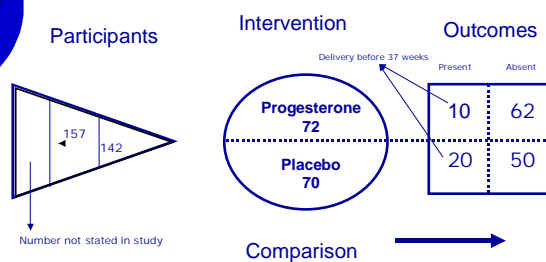 Participants
Intervention
Outcomes
Delivery before 37 weeks
Present
Absent
157
142
Progesterone
72
Placebo
70
10
62
20
50
Number not stated in study
Comparison